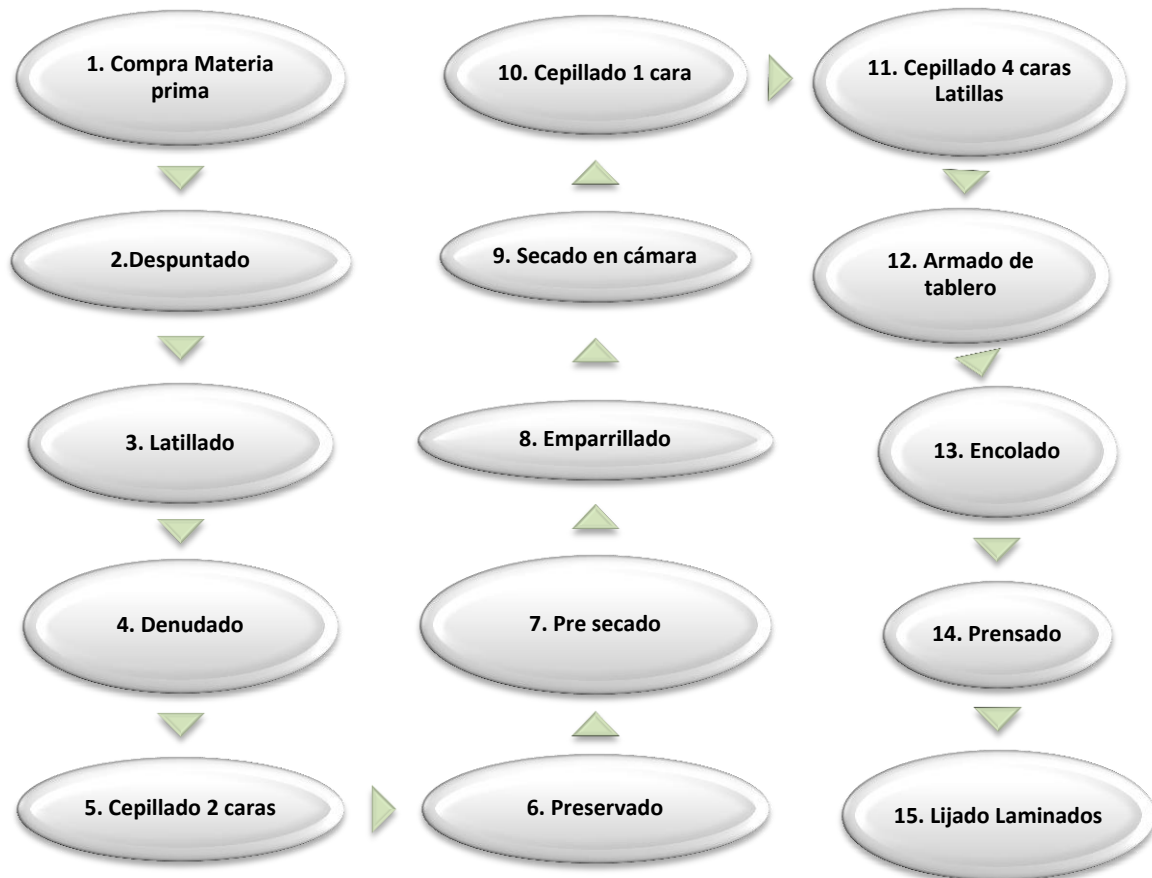 1. Compra Materia
prima
2.Despuntado
3. Latillado
4. Denudado
5. Cepillado 2 caras
6. Preservado
7. Pre secado
8. Emparrillado
9. Secado en cámara
10. Cepillado 1 cara
11. Cepillado 4 caras
Latillas
12. Armado de
tablero
13. Encolado
14. Prensado
15. Lijado Laminados